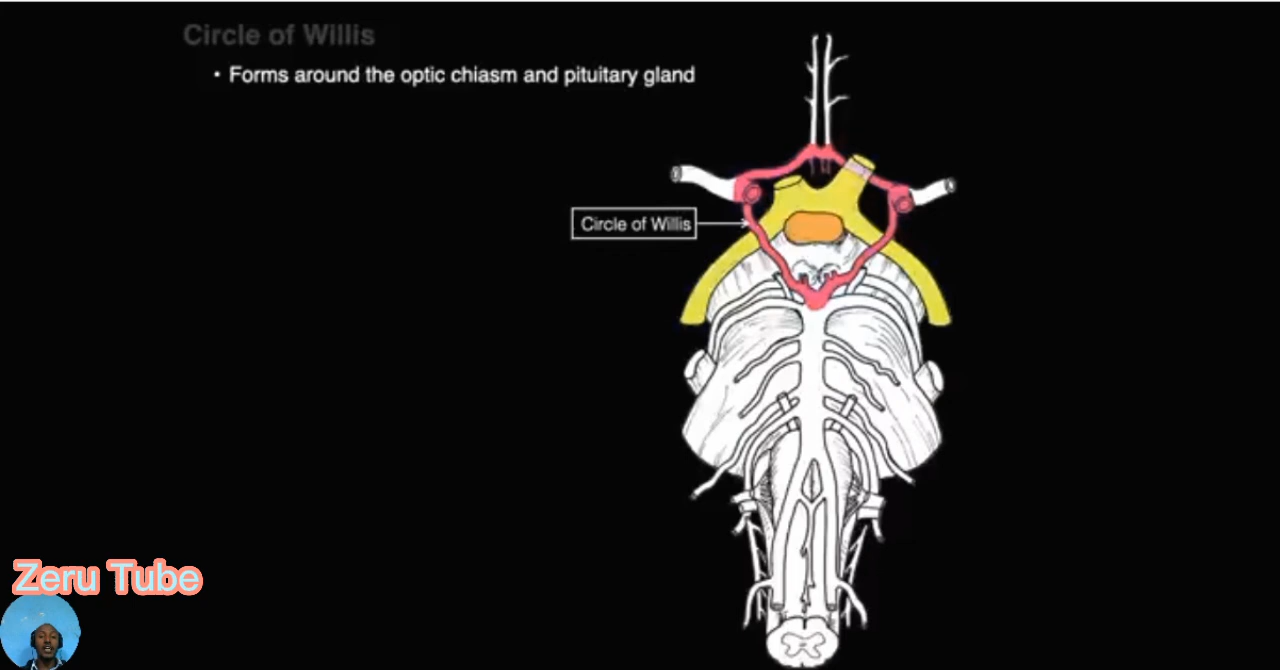 Circle of Willis
• Forms around the optic chiasm and pituitary gland
Circle of Willis
Zeru Tube